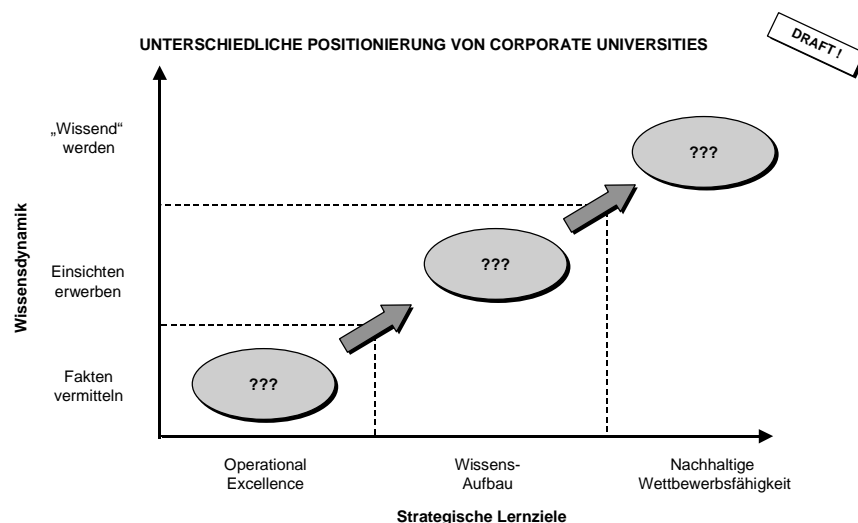 UNTERSCHIEDLICHE POSITIONIERUNG VON CORPORATE UNIVERSITIES
DRAFT !
„Wissend“
werden
???
Wissensdynamik
Einsichten
erwerben
???
Fakten
vermitteln
???
Operational
Excellence
Wissens-
Aufbau
Nachhaltige
Wettbewerbsfähigkeit
Strategische Lernziele